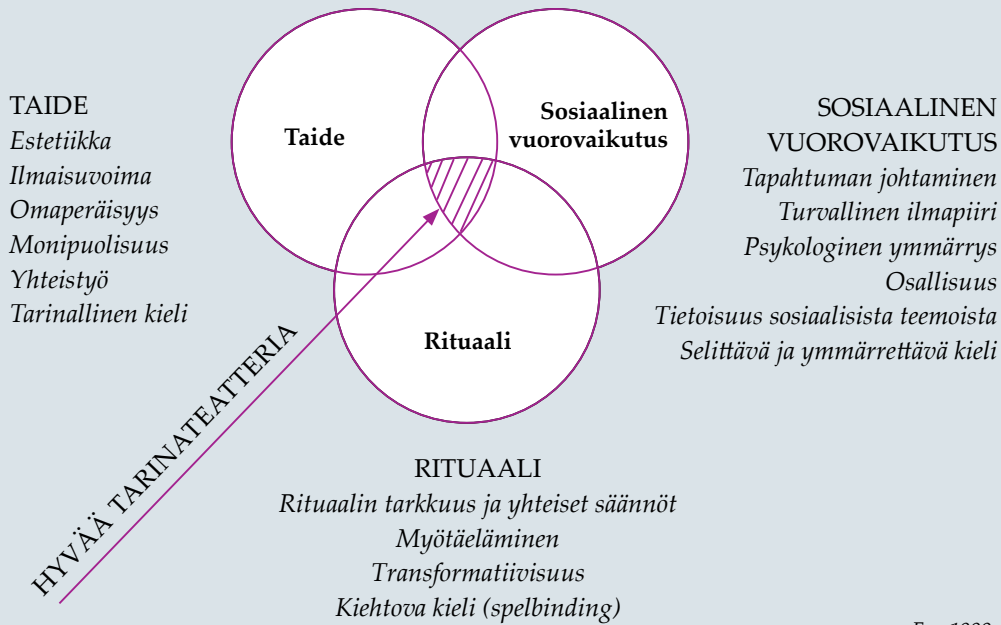 TAIDE
Estetiikka
Ilmaisuvoima
Omaperäisyys
Monipuolisuus
Yhteistyö
Tarinallinen kieli
Taide
Sosiaalinen
vuorovaikutus
Rituaali
SOSIAALINEN
VUOROVAIKUTUS
Tapahtuman johtaminen
Turvallinen ilmapiiri
Psykologinen ymmärrys
Osallisuus
Tietoisuus sosiaalisista teemoista
Selittävä ja ymmärrettävä kieli
HYVÄÄ TARINATEATTERIA
RITUAALI
Rituaalin tarkkuus ja yhteiset säännöt
Myötäeläminen
Transformatiivisuus
Kiehtova kieli (spelbinding)